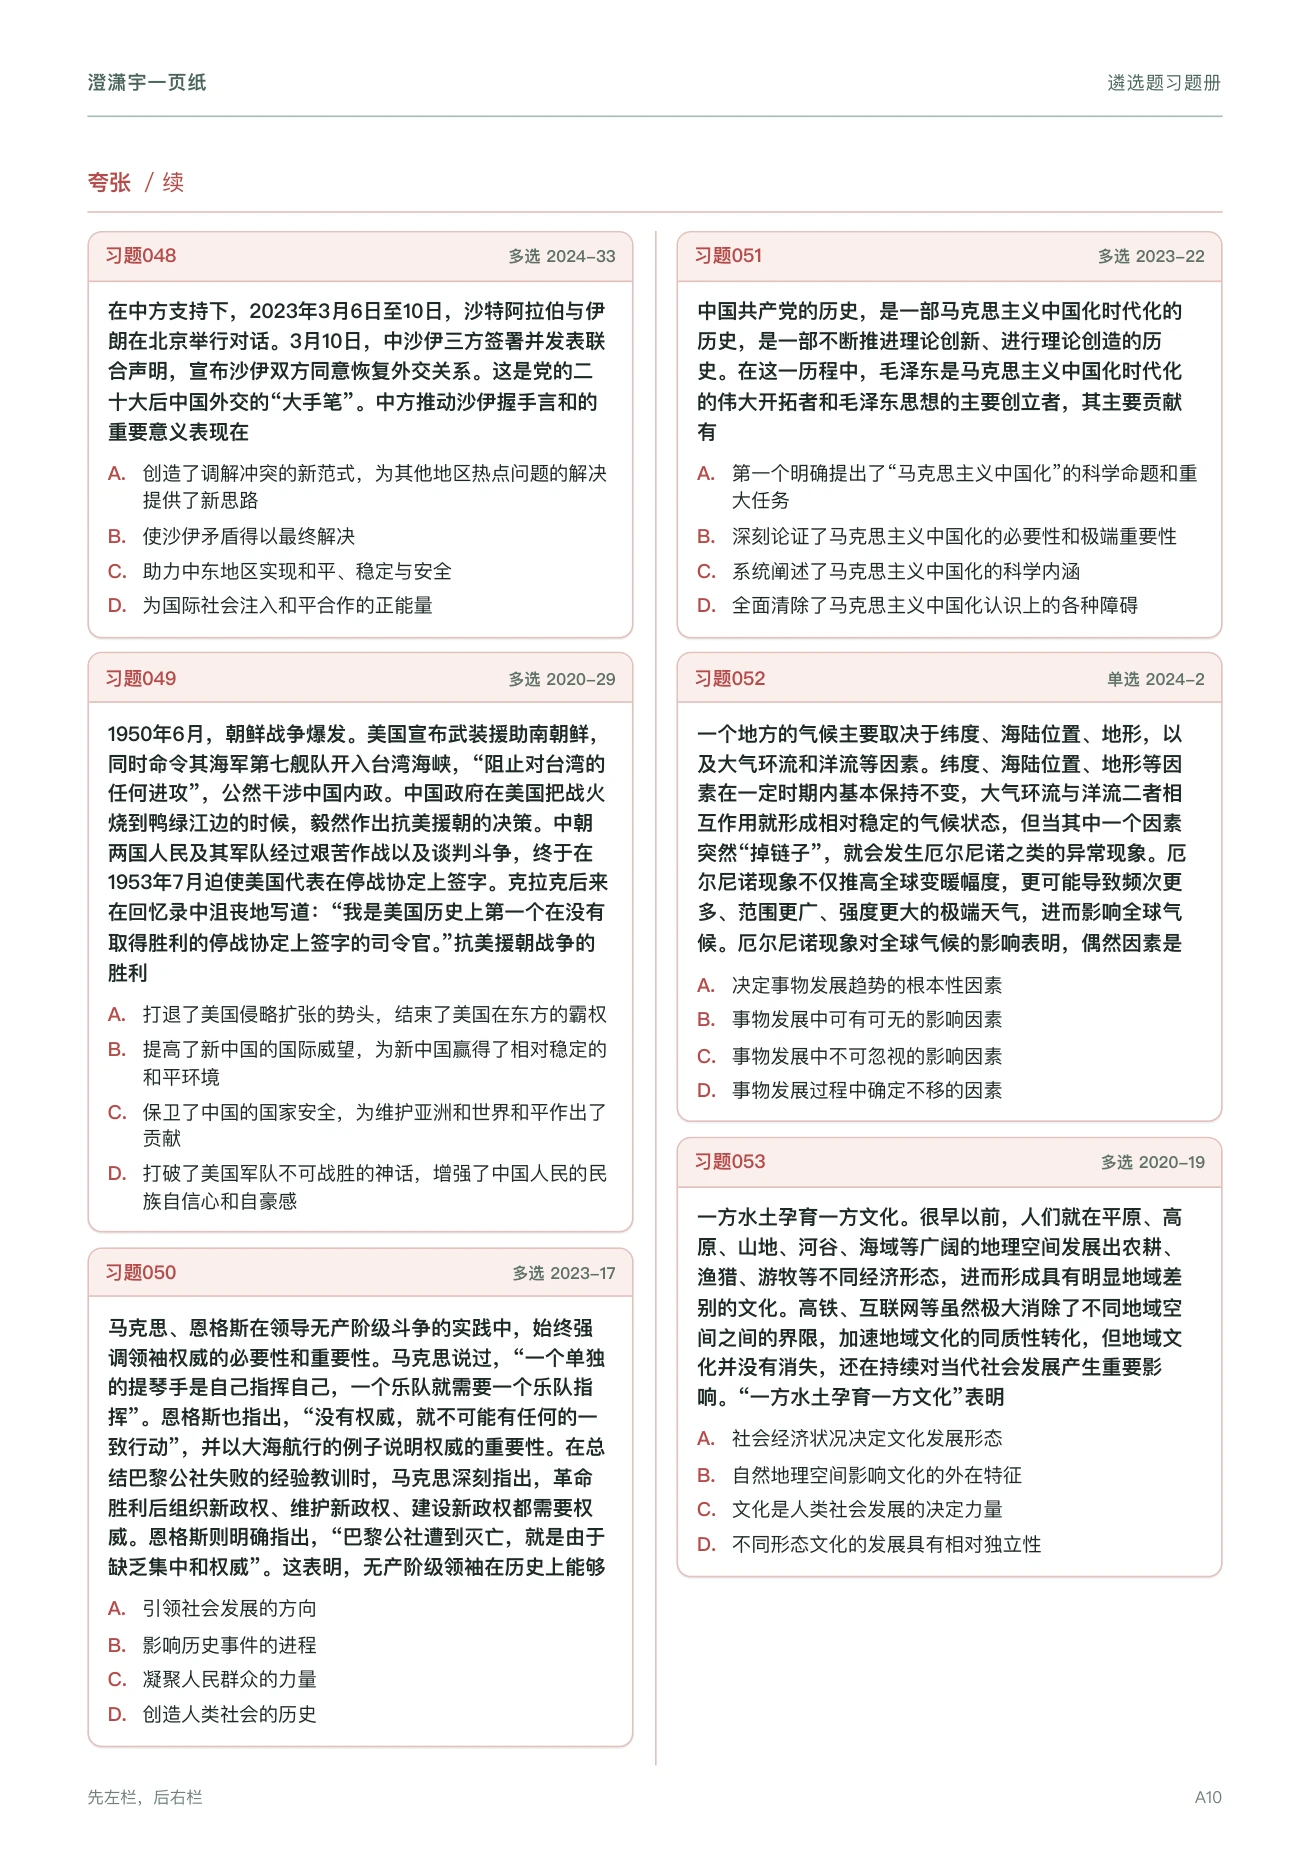 澄潇宇一页纸
遴选题习题册
夸张 / 续
习题048 多选 2024-33
在中方支持下，2023年3月6日至10日，沙特阿拉伯与伊
朗在北京举行对话。3月10日，中沙伊三方签署并发表联
合声明，宣布沙伊双方同意恢复外交关系。这是党的二
十大后中国外交的“大手笔”。中方推动沙伊握手言和的
重要意义表现在
A. 创造了调解冲突的新范式，为其他地区热点问题的解决
提供了新思路
B. 使沙伊矛盾得以最终解决
C. 助力中东地区实现和平、稳定与安全
D. 为国际社会注入和平合作的正能量
习题049 多选 2020-29
1950年6月，朝鲜战争爆发。美国宣布武装援助南朝鲜，
同时命令其海军第七舰队开入台湾海峡，“阻止对台湾的
任何进攻”，公然干涉中国内政。中国政府在美国把战火
烧到鸭绿江边的时候，毅然作出抗美援朝的决策。中朝
两国人民及其军队经过艰苦作战以及谈判斗争，终于在
1953年7月迫使美国代表在停战协定上签字。克拉克后来
在回忆录中沮丧地写道：“我是美国历史上第一个在没有
取得胜利的停战协定上签字的司令官。”抗美援朝战争的
胜利
A. 打退了美国侵略扩张的势头，结束了美国在东方的霸权
B. 提高了新中国的国际威望，为新中国赢得了相对稳定的
和平环境
C. 保卫了中国的国家安全，为维护亚洲和世界和平作出了
贡献
D. 打破了美国军队不可战胜的神话，增强了中国人民的民
族自信心和自豪感
习题050 多选 2023-17
马克思、恩格斯在领导无产阶级斗争的实践中，始终强
调领袖权威的必要性和重要性。马克思说过，“一个单独
的提琴手是自己指挥自己，一个乐队就需要一个乐队指
挥”。恩格斯也指出，“没有权威，就不可能有任何的一
致行动”，并以大海航行的例子说明权威的重要性。在总
结巴黎公社失败的经验教训时，马克思深刻指出，革命
胜利后组织新政权、维护新政权、建设新政权都需要权
威。恩格斯则明确指出，“巴黎公社遭到灭亡，就是由于
缺乏集中和权威”。这表明，无产阶级领袖在历史上能够
A. 引领社会发展的方向
B. 影响历史事件的进程
C. 凝聚人民群众的力量
D. 创造人类社会的历史
习题051 多选 2023-22
中国共产党的历史，是一部马克思主义中国化时代化的
历史，是一部不断推进理论创新、进行理论创造的历
史。在这一历程中，毛泽东是马克思主义中国化时代化
的伟大开拓者和毛泽东思想的主要创立者，其主要贡献
有
A. 第一个明确提出了“马克思主义中国化”的科学命题和重
大任务
B. 深刻论证了马克思主义中国化的必要性和极端重要性
C. 系统阐述了马克思主义中国化的科学内涵
D. 全面清除了马克思主义中国化认识上的各种障碍
习题052 单选 2024-2
一个地方的气候主要取决于纬度、海陆位置、地形，以
及大气环流和洋流等因素。纬度、海陆位置、地形等因
素在一定时期内基本保持不变，大气环流与洋流二者相
互作用就形成相对稳定的气候状态，但当其中一个因素
突然“掉链子”，就会发生厄尔尼诺之类的异常现象。厄
尔尼诺现象不仅推高全球变暖幅度，更可能导致频次更
多、范围更广、强度更大的极端天气，进而影响全球气
候。厄尔尼诺现象对全球气候的影响表明，偶然因素是
A. 决定事物发展趋势的根本性因素
B. 事物发展中可有可无的影响因素
C. 事物发展中不可忽视的影响因素
D. 事物发展过程中确定不移的因素
习题053 多选 2020-19
一方水土孕育一方文化。很早以前，人们就在平原、高
原、山地、河谷、海域等广阔的地理空间发展出农耕、
渔猎、游牧等不同经济形态，进而形成具有明显地域差
别的文化。高铁、互联网等虽然极大消除了不同地域空
间之间的界限，加速地域文化的同质性转化，但地域文
化并没有消失，还在持续对当代社会发展产生重要影
响。“一方水土孕育一方文化”表明
A. 社会经济状况决定文化发展形态
B. 自然地理空间影响文化的外在特征
C. 文化是人类社会发展的决定力量
D. 不同形态文化的发展具有相对独立性
先左栏，后右栏
A10